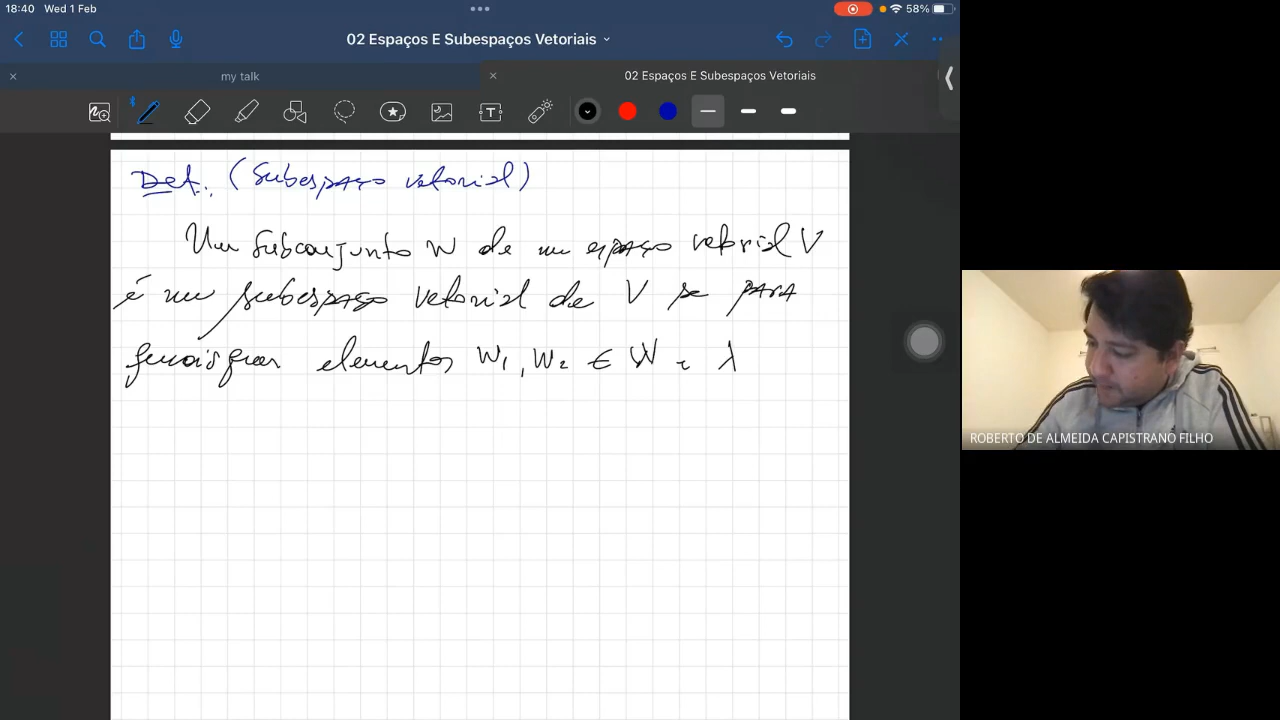 18:40 Wed 1 Feb
58%
02 Espaços E Subespaços Vetoriais
my talk
02 Espaços E Subespaços Vetoriais
T
Def.: (Subespaço vetorial)
Um subconjunto W de um espaço vetorial V
é um subespaço vetorial de V se para
quaisquer elementos W1, W2 ∈ W e λ
ROBERTO DE ALMEIDA CAPISTRANO FILHO